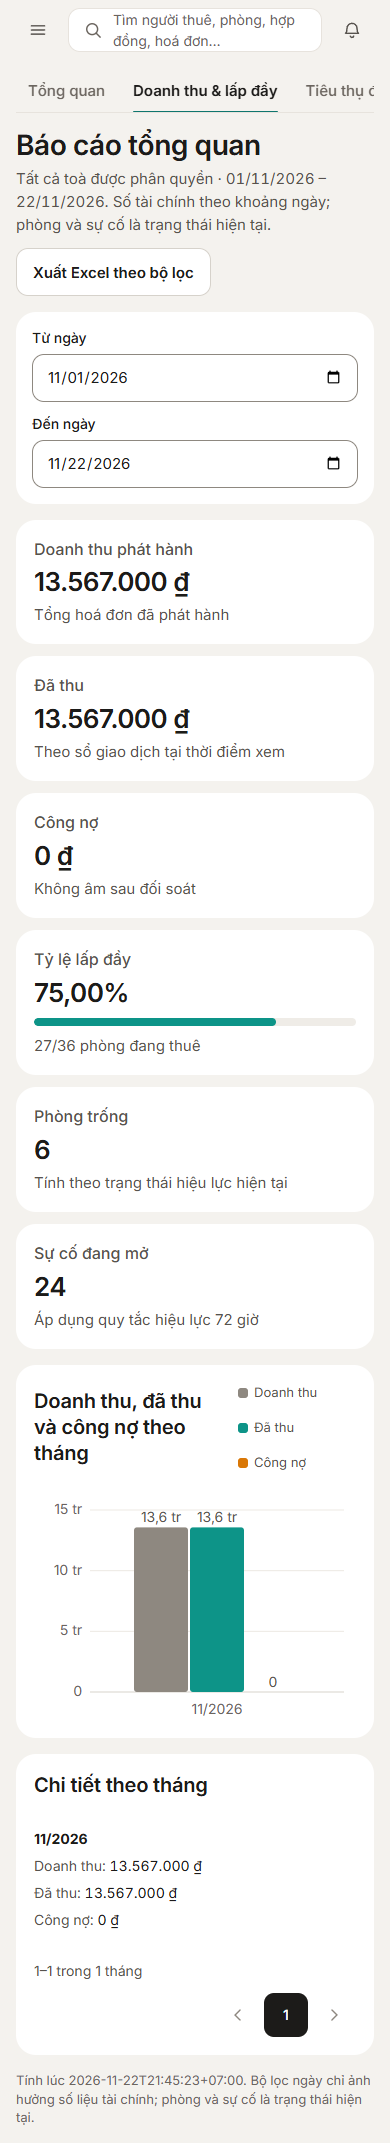 Tìm người thuê, phòng, hợp
đồng, hoá đơn...
Tổng quan
Doanh thu & lấp đầy
Tiêu thụ
Báo cáo tổng quan
Tất cả toà được phân quyền · 01/11/2026 –
22/11/2026. Số tài chính theo khoảng ngày;
phòng và sự cố là trạng thái hiện tại.
Xuất Excel theo bộ lọc
Từ ngày
11/01/2026
Đến ngày
11/22/2026
Doanh thu phát hành
13.567.000 ₫
Tổng hoá đơn đã phát hành
Đã thu
13.567.000 ₫
Theo sổ giao dịch tại thời điểm xem
Công nợ
0 ₫
Không âm sau đối soát
Tỷ lệ lấp đầy
75,00%
27/36 phòng đang thuê
Phòng trống
6
Tính theo trạng thái hiệu lực hiện tại
Sự cố đang mở
24
Áp dụng quy tắc hiệu lực 72 giờ
Doanh thu, đã thu
và công nợ theo
tháng
Doanh thu
Đã thu
Công nợ
15 tr
13,6 tr
13,6 tr
10 tr
5 tr
0
0
11/2026
Chi tiết theo tháng
11/2026
Doanh thu: 13.567.000 ₫
Đã thu: 13.567.000 ₫
Công nợ: 0 ₫
1–1 trong 1 tháng
1
Tính lúc 2026-11-22T21:45:23+07:00. Bộ lọc ngày chỉ ảnh
hưởng số liệu tài chính; phòng và sự cố là trạng thái hiện
tại.